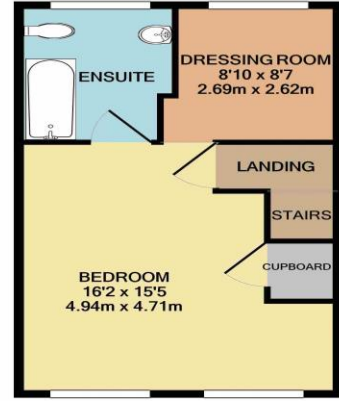 ENSUITE
DRESSING ROOM
8'10 x 8'7
2.69m x 2.62m
LANDING
STAIRS
CUPBOARD
BEDROOM
16'2 x 15'5
4.94m x 4.71m